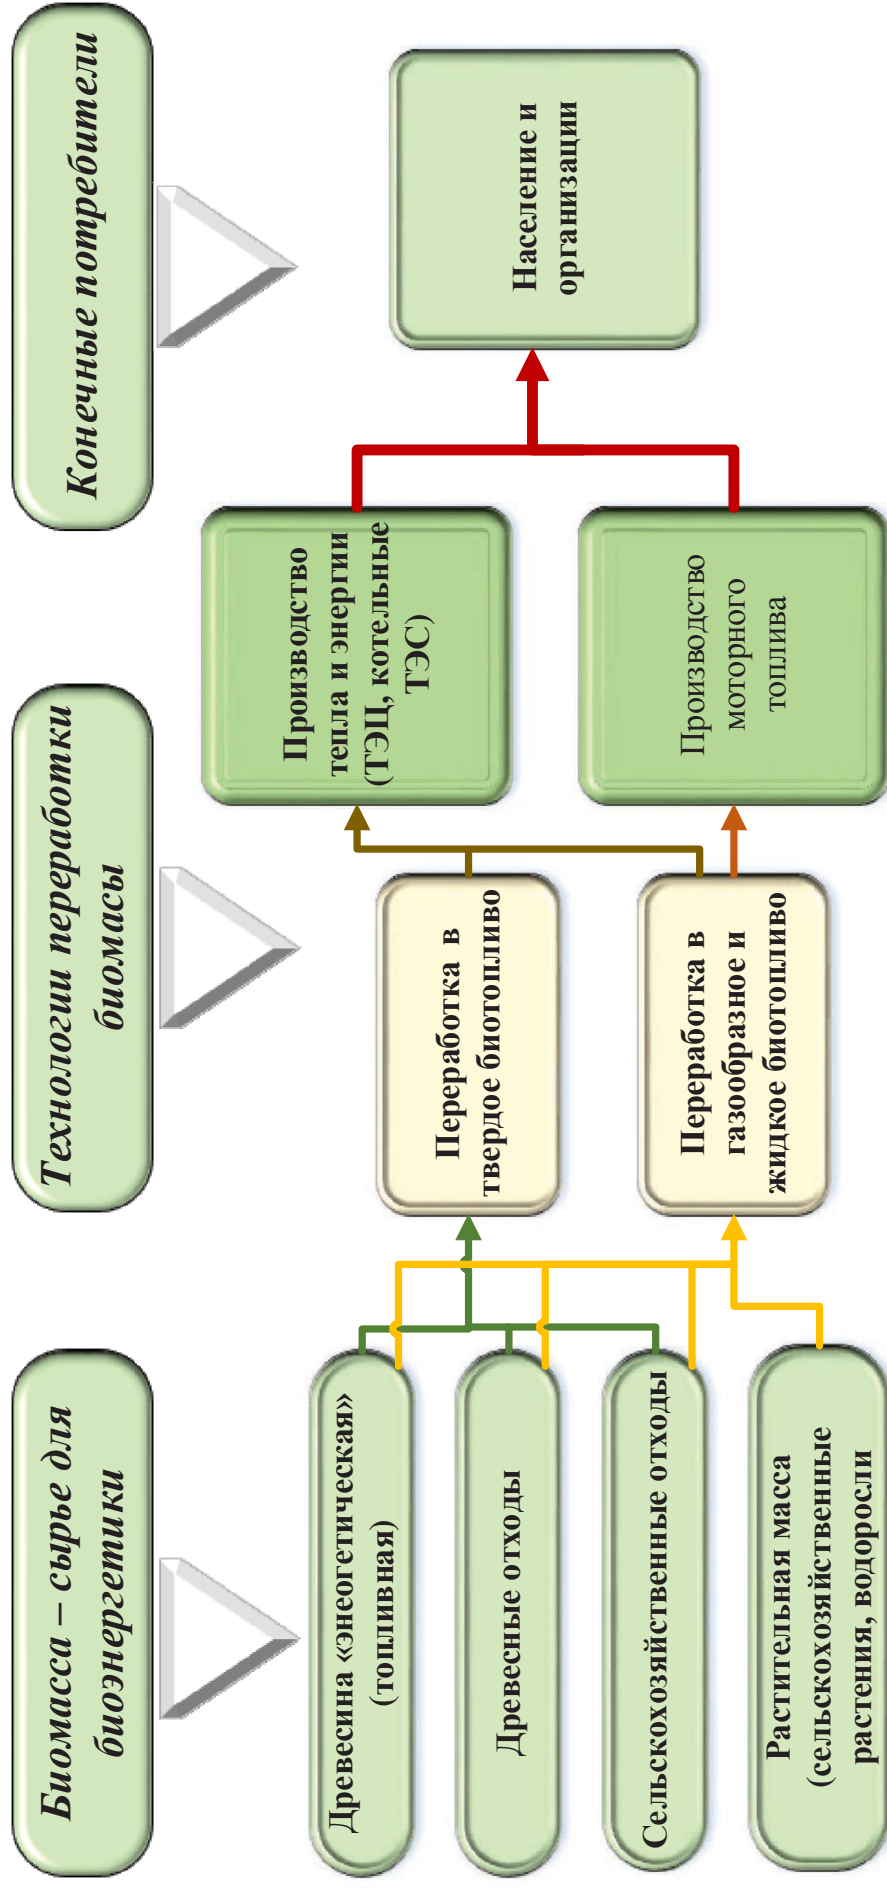 Биомасса – сырье для
биоэнергетики
Технологии переработки
биомасы
Конечные потребители
Древесина «энеогетическая»
(топливная)
Древесные отходы
Сельскохозяйственные отходы
Растительная масса
(сельскохозяйственные
растения, водоросли
Переработка в
твердое биотопливо
Переработка в
газообразное и
жидкое биотопливо
Производство
тепла и энергии
(ТЭЦ, котельные
ТЭС)
Производство
моторного
топлива
Население и
организации